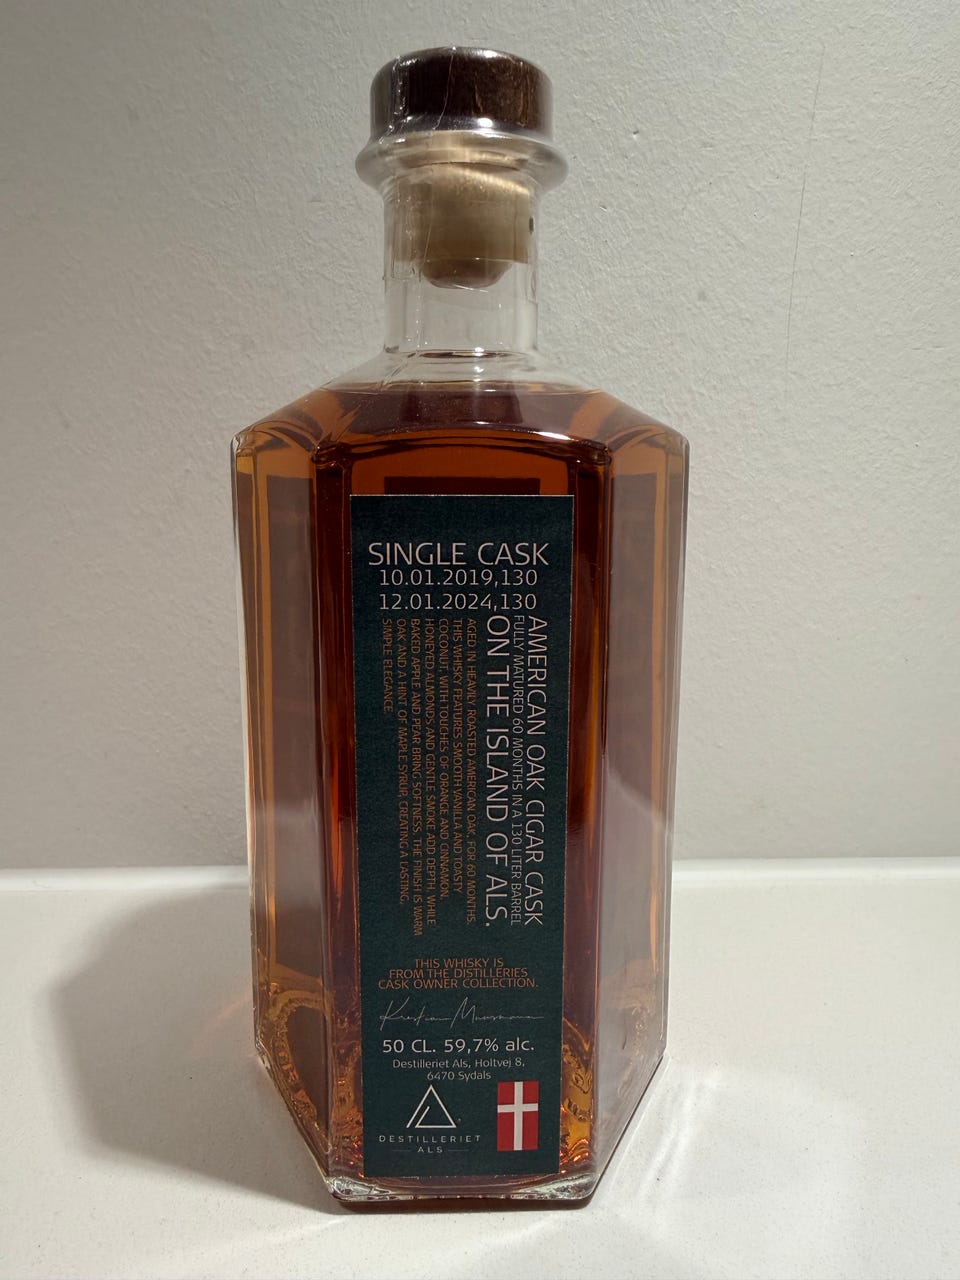 SINGLE CASK
10.01.2019,130
12.01.2024,130
AMERICAN OAK CIGAR CASK
FULLY MATURED 60 MONTHS IN A 130 LITER BARREL
ON THE ISLAND OF ALS.
AGED IN HEAVILY ROASTED AMERICAN OAK, FOR 60 MONTHS.
THIS WHISKY FEATURES SMOOTH VANILLA AND TOASTY
COCONUT, WITH TOUCHES OF ORANGE AND CINNAMON.
HONEYED ALMONDS AND GENTLE SMOKE ADD DEPTH, WHILE
BAKED APPLE AND PEAR BRING SOFTNESS. THE FINISH IS WARM
OAK AND A HINT OF MAPLE SYRUP, CREATING A LASTING,
SIMPLE ELEGANCE.
THIS WHISKY IS
FROM THE DISTILLERIES
CASK OWNER COLLECTION.
50 CL. 59,7% alc.
Destilleriet Als, Holtvej 8,
6470 Sydals
DESTILLERIET
ALS